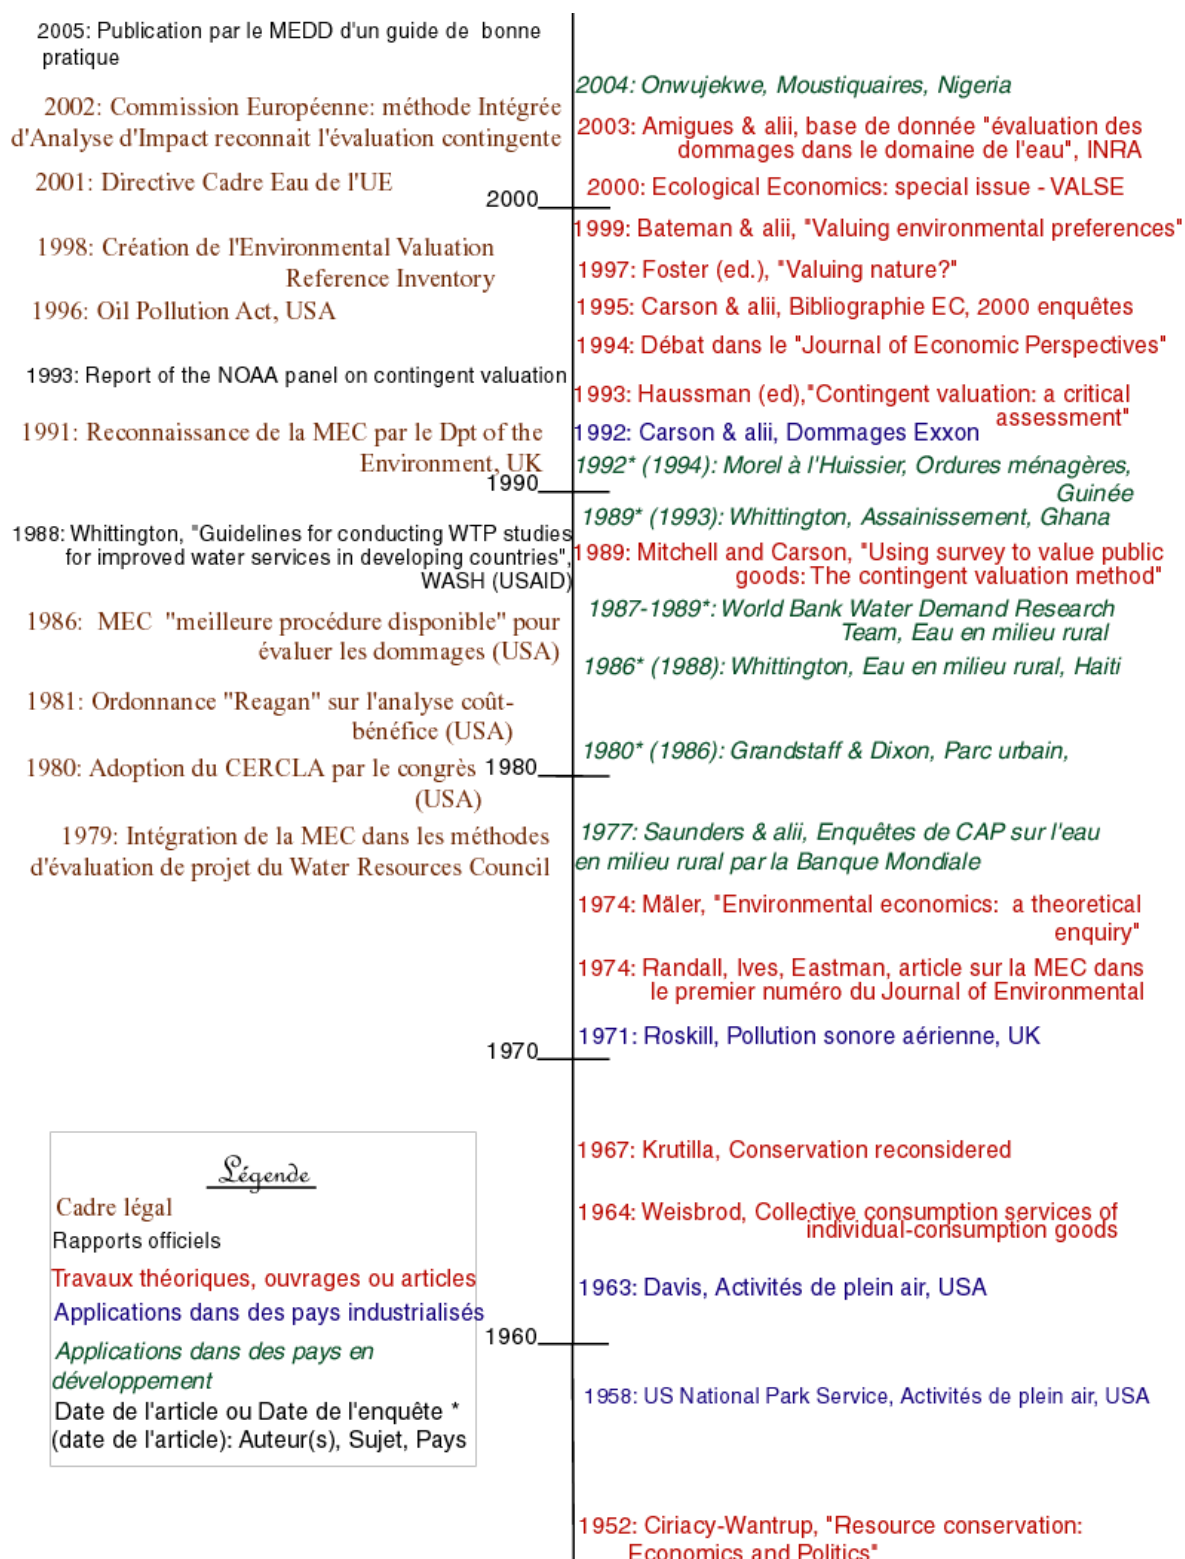 2005: Publication par le MEDD d'un guide de bonne
pratique
2002: Commission Européenne: méthode Intégrée
d'Analyse d'Impact reconnait l'évaluation contingente
2001: Directive Cadre Eau de l'UE
2000
1998: Création de l'Environmental Valuation
Reference Inventory
1996: Oil Pollution Act, USA
1993: Report of the NOAA panel on contingent valuation
1991: Reconnaissance de la MEC par le Dpt of the
Environment, UK
1990
1988: Whittington, "Guidelines for conducting WTP studies
for improved water services in developing countries",
WASH (USAID)
1986: MEC "meilleure procédure disponible" pour
évaluer les dommages (USA)
1981: Ordonnance "Reagan" sur l'analyse coût-
bénéfice (USA)
1980: Adoption du CERCLA par le congrès
(USA)
1980
1979: Intégration de la MEC dans les méthodes
d'évaluation de projet du Water Resources Council
1970
1960
2004: Onwujekwe, Moustiquaires, Nigeria
2003: Amigues & alii, base de donnée "évaluation des
dommages dans le domaine de l'eau", INRA
2000: Ecological Economics: special issue - VALSE
1999: Bateman & alii, "Valuing environmental preferences"
1997: Foster (ed.), "Valuing nature?"
1995: Carson & alii, Bibliographie EC, 2000 enquêtes
1994: Débat dans le "Journal of Economic Perspectives"
1993: Haussman (ed),"Contingent valuation: a critical
assessment"
1992: Carson & alii, Dommages Exxon
1992* (1994): Morel à l'Huissier, Ordures ménagères,
Guinée
1989* (1993): Whittington, Assainissement, Ghana
1989: Mitchell and Carson, "Using survey to value public
goods: The contingent valuation method"
1987-1989*: World Bank Water Demand Research
Team, Eau en milieu rural
1986* (1988): Whittington, Eau en milieu rural, Haiti
1980* (1986): Grandstaff & Dixon, Parc urbain,
1977: Saunders & alii, Enquêtes de CAP sur l'eau
en milieu rural par la Banque Mondiale
1974: Mäler, "Environmental economics: a theoretical
enquiry"
1974: Randall, Ives, Eastman, article sur la MEC dans
le premier numéro du Journal of Environmental
1971: Roskill, Pollution sonore aérienne, UK
1967: Krutilla, Conservation reconsidered
1964: Weisbrod, Collective consumption services of
individual-consumption goods
1963: Davis, Activités de plein air, USA
1958: US National Park Service, Activités de plein air, USA
1952: Ciriacy-Wantrup, "Resource conservation:
Economics and Politics"
Légende
Cadre légal
Rapports officiels
Travaux théoriques, ouvrages ou articles
Applications dans des pays industrialisés
Applications dans des pays en
développement
Date de l'article ou Date de l'enquête *
(date de l'article): Auteur(s), Sujet, Pays